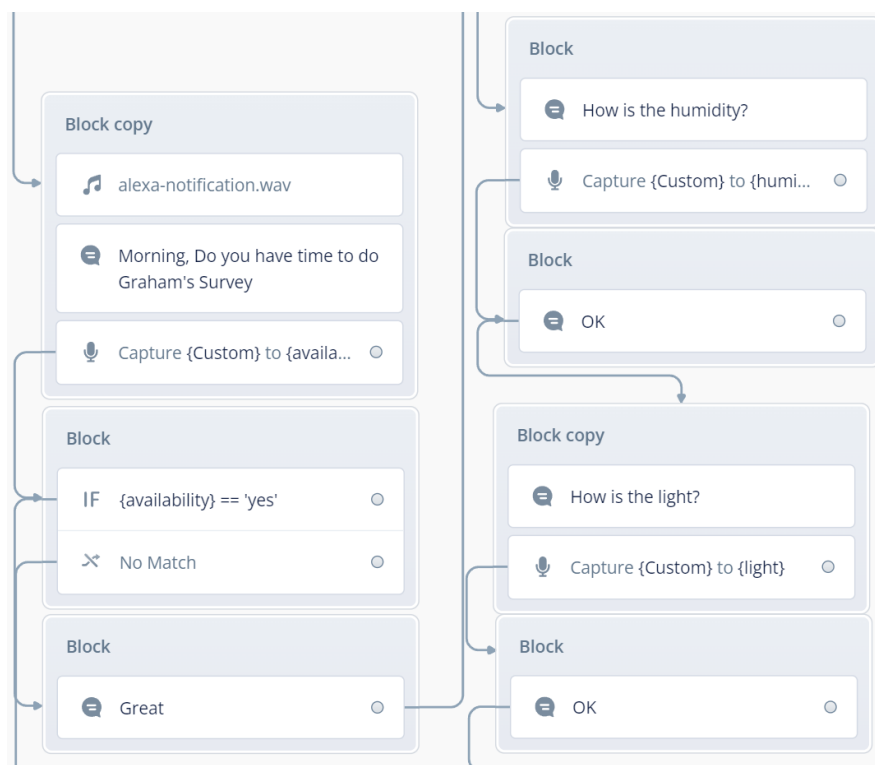 Block copy
alexa-notification.wav
Morning, Do you have time to do
Graham's Survey
Capture {Custom} to {availa...
Block
IF {availability} == 'yes'
No Match
Block
Great
Block
How is the humidity?
Capture {Custom} to {humi...
Block
OK
Block copy
How is the light?
Capture {Custom} to {light}
Block
OK